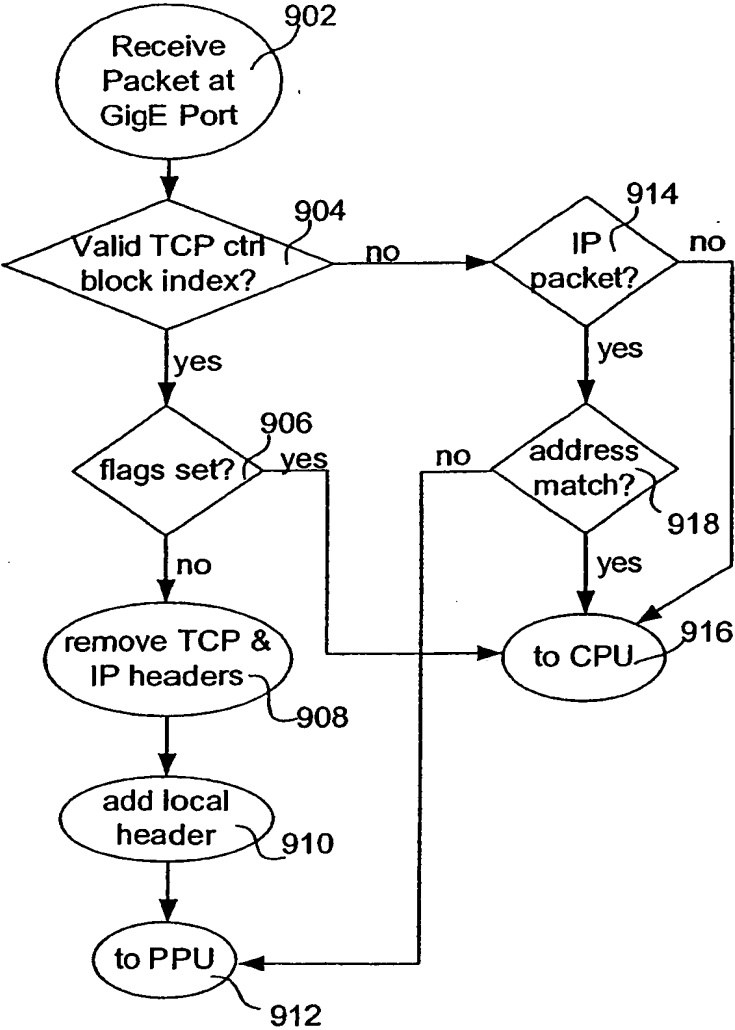 902
Receive
Packet at
GigE Port
904
Valid TCP ctrl
block index?
no
914
IP
packet?
no
yes
yes
906
flags set?
yes
no
address
match?
918
no
yes
remove TCP &
IP headers
908
to CPU
916
add local
header
910
to PPU
912